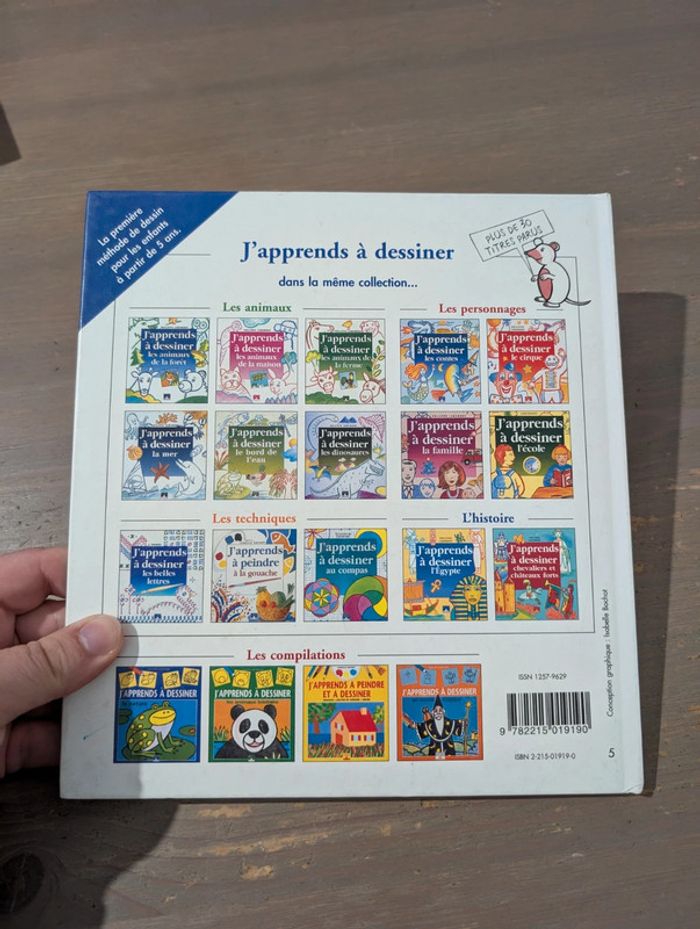 La première
méthode de dessin
pour les enfants
à partir de 5 ans.
J'apprends à dessiner
dans la même collection...
PLUS DE 30
TITRES PARUS
Les animaux
J'apprends
à dessiner
les animaux
de la forêt
J'apprends
à dessiner
les animaux
de la maison
J'apprends
à dessiner
les animaux de
la ferme
J'apprends
à dessiner
la mer
J'apprends
à dessiner
le bord de
l'eau
J'apprends
à dessiner
les dinosaures
Les personnages
J'apprends
à dessiner
les contes
J'apprends
à dessiner
le cirque
J'apprends
à dessiner
la famille
J'apprends
à dessiner
l'école
Les techniques
J'apprends
à dessiner
les belles
lettres
J'apprends
à peindre
à la gouache
J'apprends
à dessiner
au compas
L'histoire
J'apprends
à dessiner
l'Égypte
J'apprends
à dessiner
chevaliers et
châteaux forts
Les compilations
J'APPRENDS À DESSINER
J'APPRENDS À DESSINER
J'APPRENDS À PEINDRE
ET À DESSINER
J'APPRENDS À DESSINER
ISSN 1257-9629
9 782215 019190
ISBN 2-215-01919-0
5
Conception graphique : Isabelle Bochot